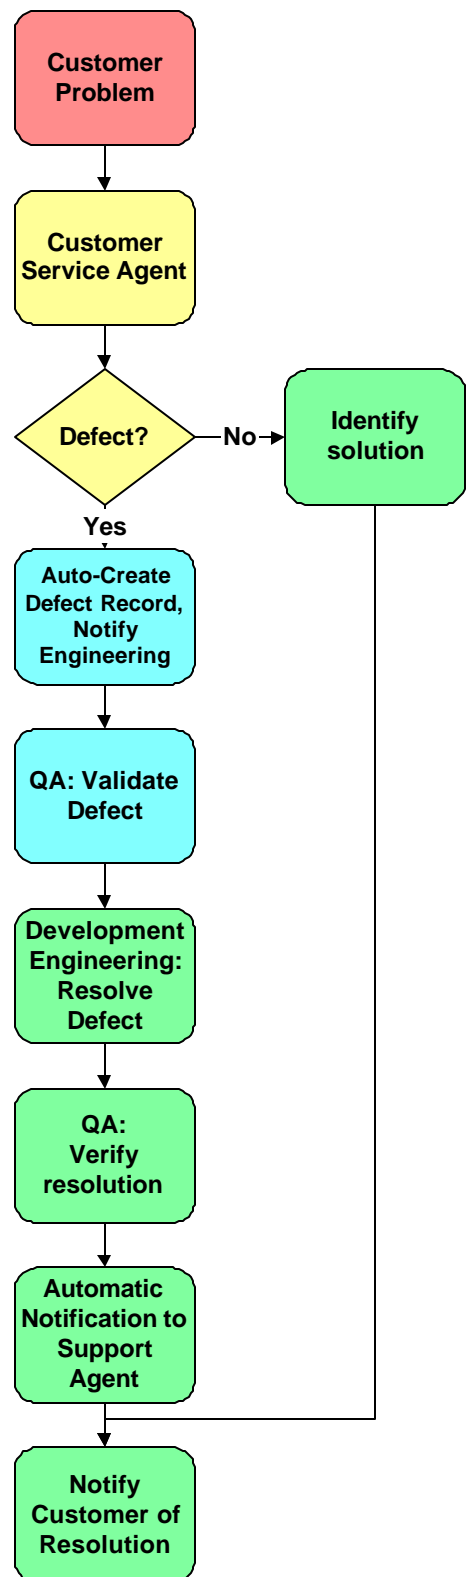 Customer
Problem
Customer
Service Agent
Defect?
No
Identify
solution
Yes
Auto-Create
Defect Record,
Notify
Engineering
QA: Validate
Defect
Development
Engineering:
Resolve
Defect
QA:
Verify
resolution
Automatic
Notification to
Support
Agent
Notify
Customer of
Resolution